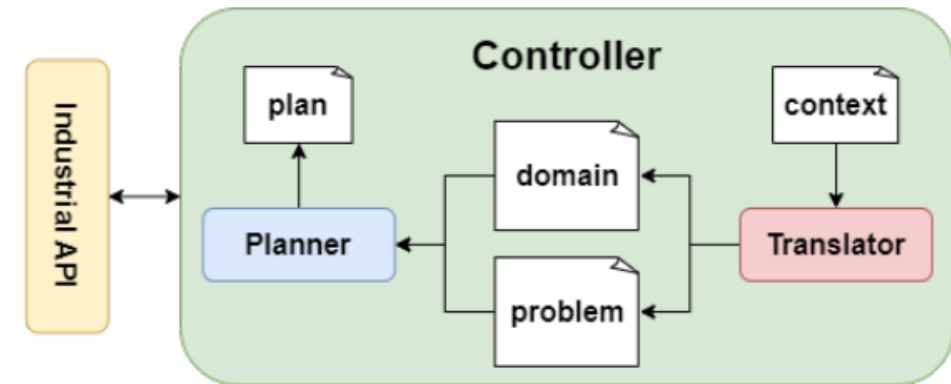 Controller
Industrial API
plan
context
domain
Planner
Translator
problem